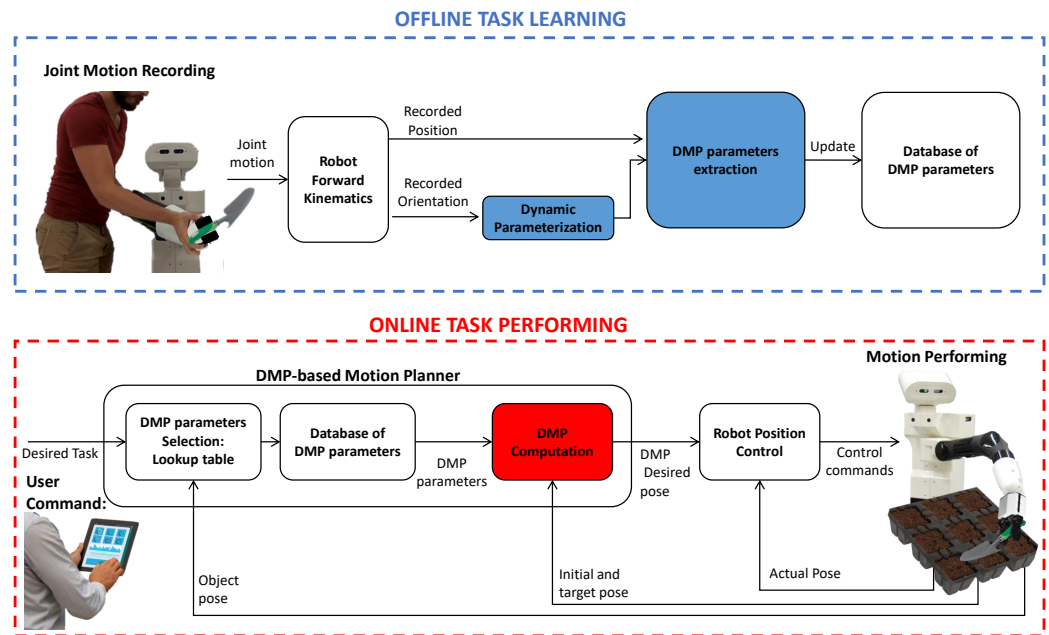 OFFLINE TASK LEARNING
Joint Motion Recording
Joint
motion
Robot
Forward
Kinematics
Recorded
Position
Recorded
Orientation
Dynamic
Parameterization
DMP parameters
extraction
Update
Database of
DMP parameters
ONLINE TASK PERFORMING
Motion Performing
DMP-based Motion Planner
Desired Task
DMP parameters
Selection:
Lookup table
Database of
DMP parameters
DMP
parameters
DMP
Computation
DMP
Desired
pose
Robot Position
Control
Control
commands
User
Command:
Object
pose
Initial and
target pose
Actual Pose